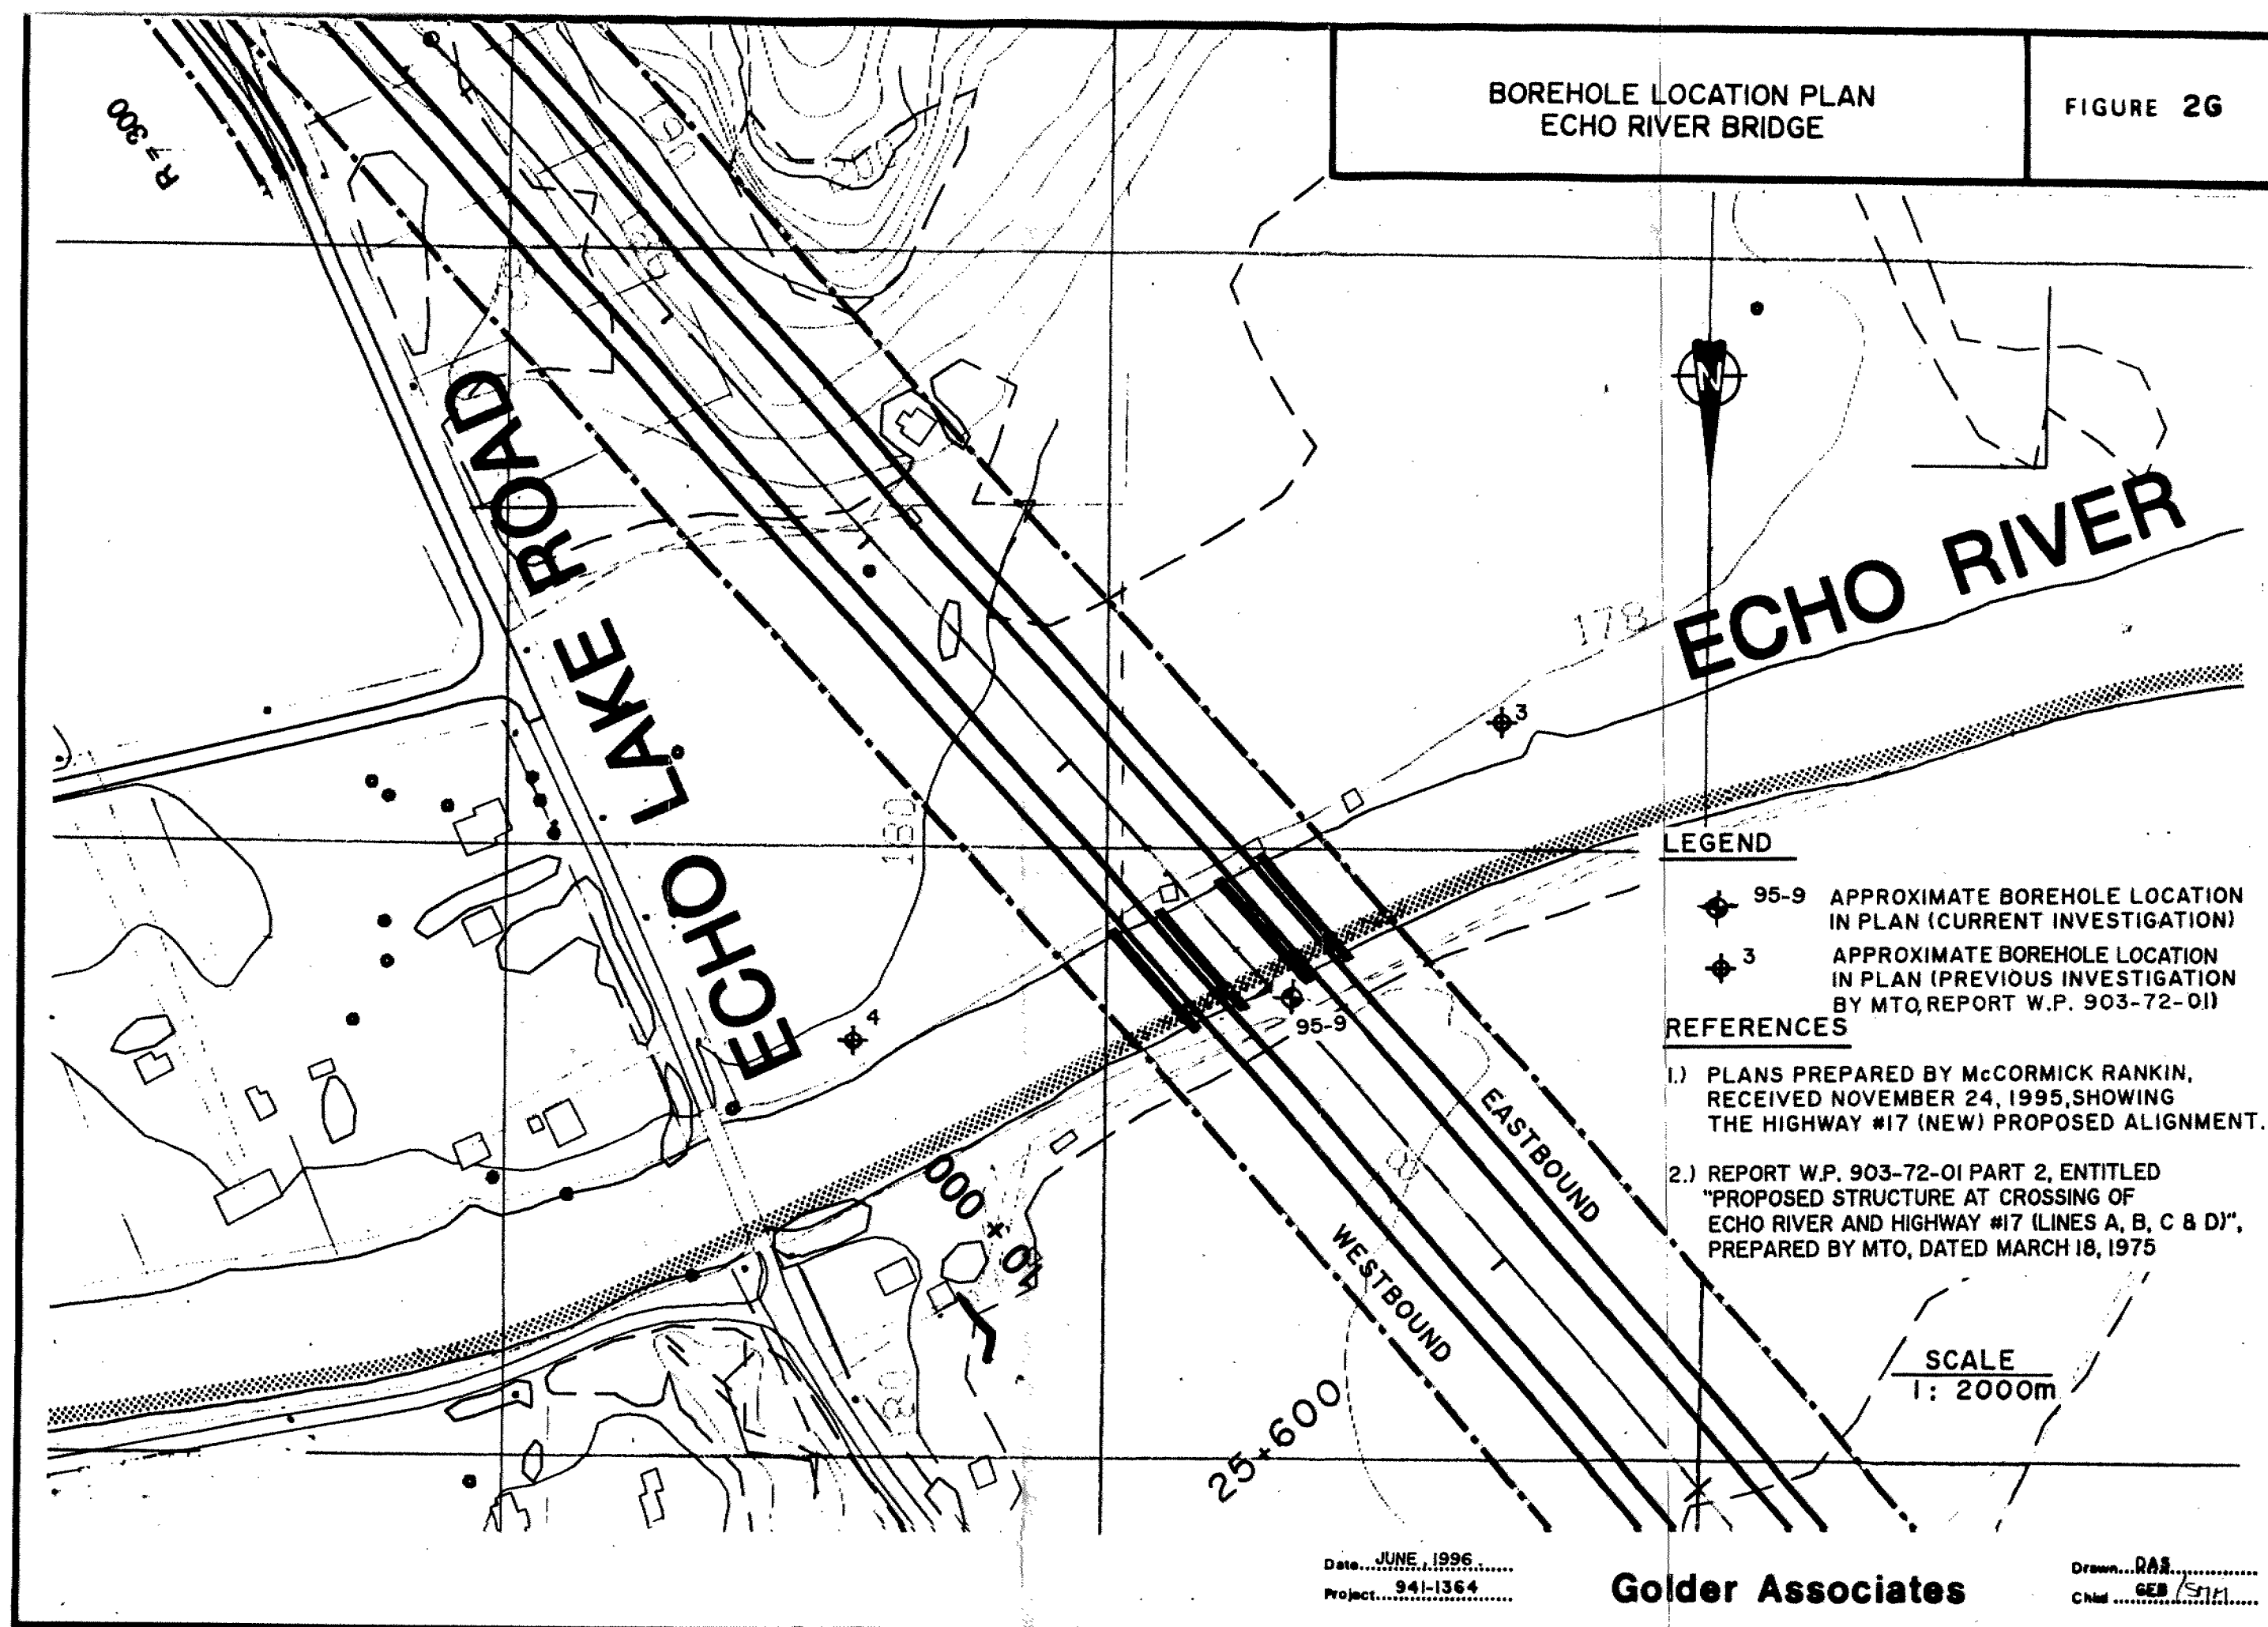 BOREHOLE LOCATION PLAN
ECHO RIVER BRIDGE
FIGURE 2G
R = 300
190
N
ECHO LAKE ROAD
ECHO RIVER
178
3
180
4
95-9
LEGEND
95-9 APPROXIMATE BOREHOLE LOCATION
IN PLAN (CURRENT INVESTIGATION)
3 APPROXIMATE BOREHOLE LOCATION
IN PLAN (PREVIOUS INVESTIGATION
BY MTO, REPORT W.P. 903-72-01)
REFERENCES
1.) PLANS PREPARED BY McCORMICK RANKIN,
RECEIVED NOVEMBER 24, 1995, SHOWING
THE HIGHWAY #17 (NEW) PROPOSED ALIGNMENT.
2.) REPORT W.P. 903-72-01 PART 2, ENTITLED
"PROPOSED STRUCTURE AT CROSSING OF
ECHO RIVER AND HIGHWAY #17 (LINES A, B, C & D)",
PREPARED BY MTO, DATED MARCH 18, 1975
EASTBOUND
WESTBOUND
10 + 000
180
25+600
SCALE
1 : 2000m
Date... JUNE, 1996
Project... 941-1364
Golder Associates
Drawn... DAS
Chkd... GEB / SMM